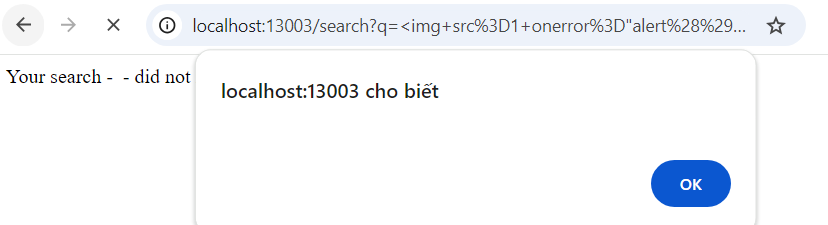 localhost:13003/search?q=<img+src%3D1+onerror%3D"alert%28%29...
Your search -  - did not
localhost:13003 cho biết
OK